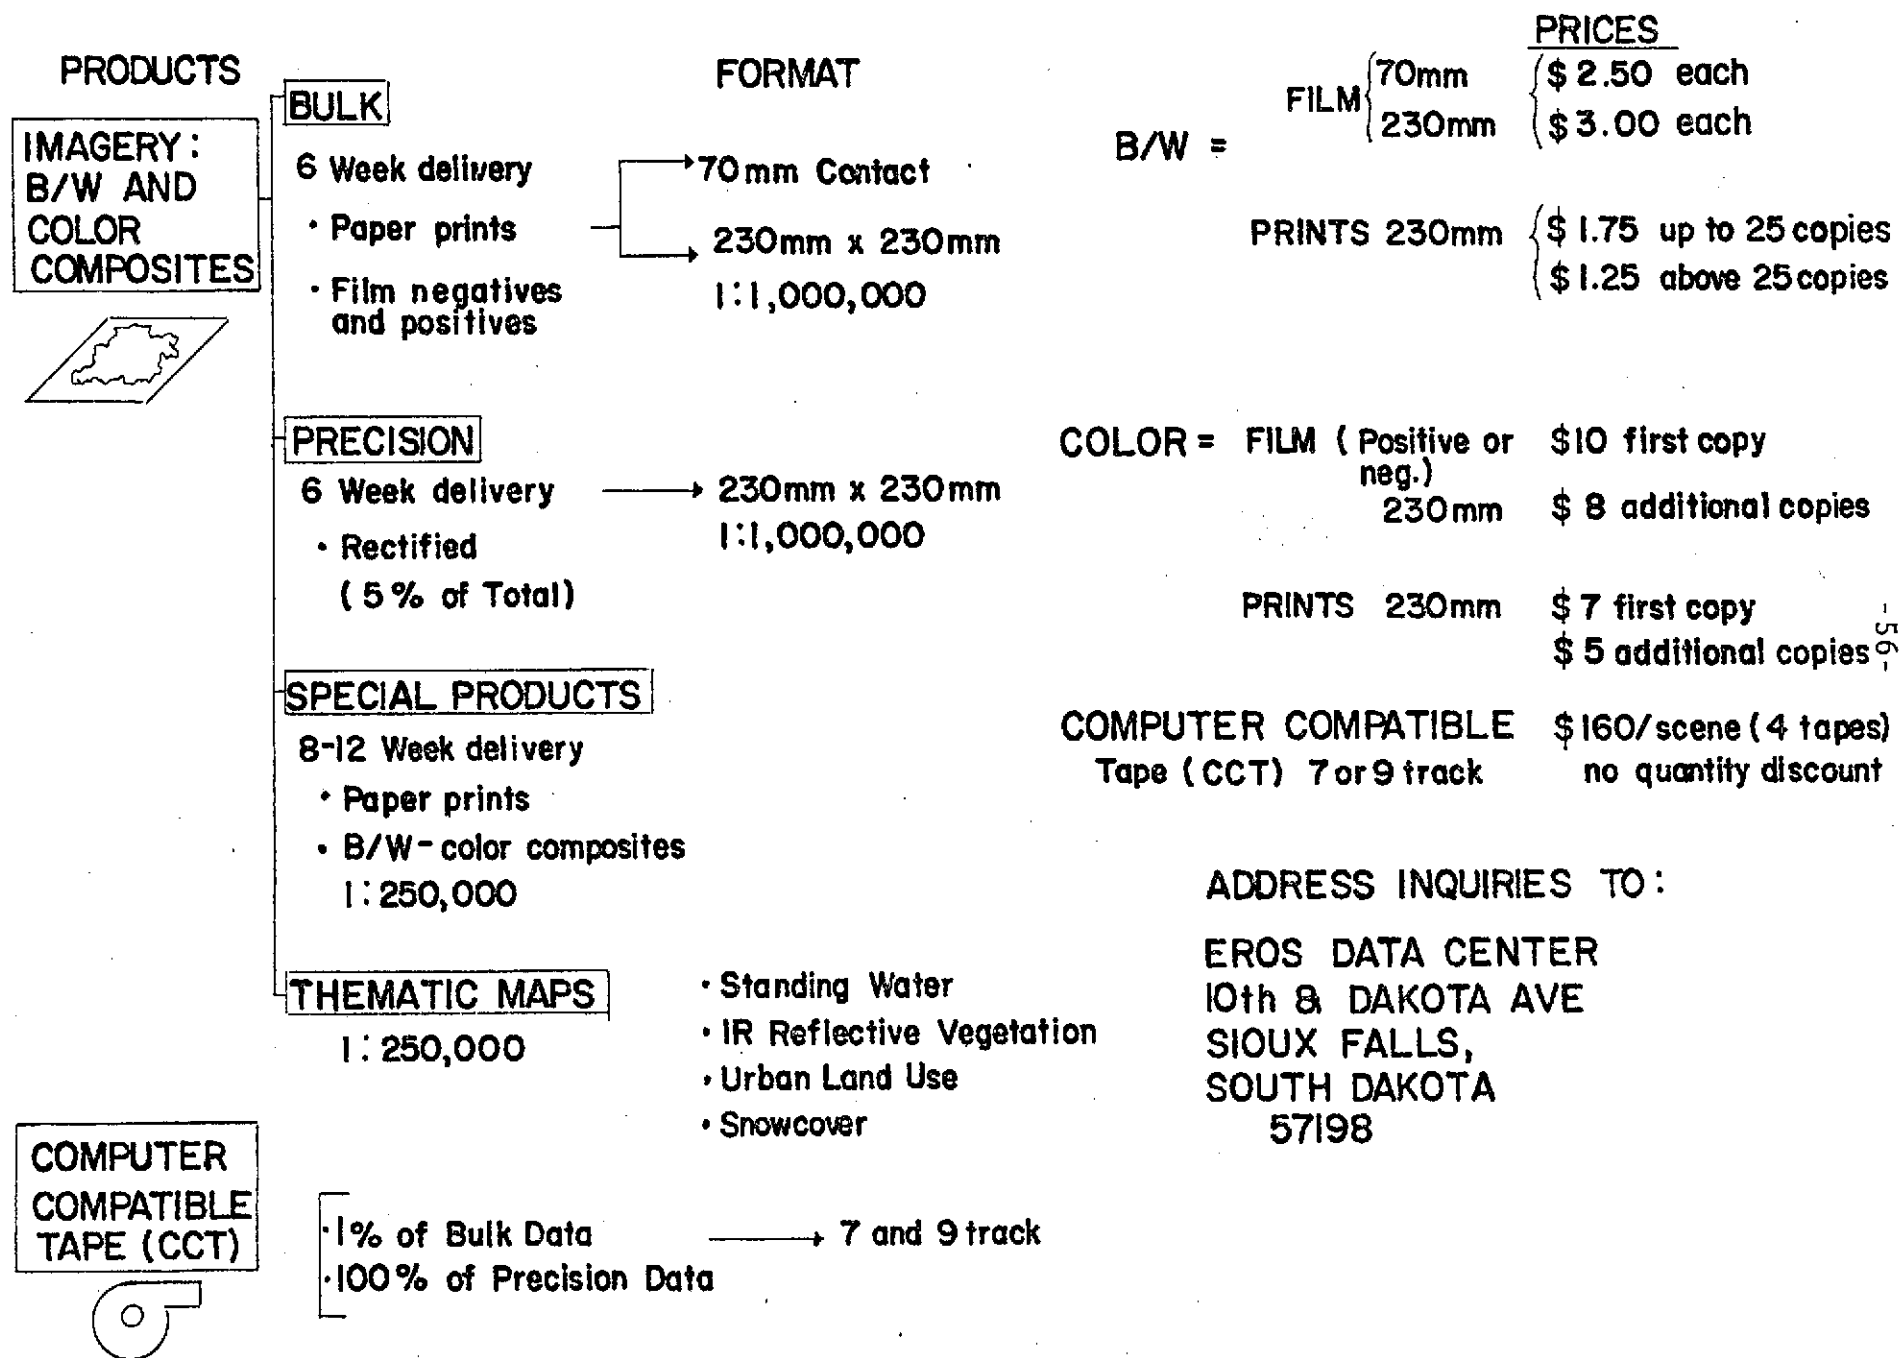 PRODUCTS
IMAGERY:
B/W AND
COLOR
COMPOSITES
BULK
6 Week delivery
• Paper prints
• Film negatives
and positives
FORMAT
70mm Contact
230mm x 230mm
1:1,000,000
PRECISION
6 Week delivery
• Rectified
(5% of Total)
230mm x 230mm
1:1,000,000
SPECIAL PRODUCTS
8-12 Week delivery
• Paper prints
• B/W-color composites
1:250,000
THEMATIC MAPS
1:250,000
• Standing Water
• IR Reflective Vegetation
• Urban Land Use
• Snowcover
COMPUTER
COMPATIBLE
TAPE (CCT)
•1% of Bulk Data
•100% of Precision Data
7 and 9 track
PRICES
B/W =
FILM
70mm $2.50 each
230mm $3.00 each
PRINTS 230mm $1.75 up to 25 copies
$1.25 above 25 copies
COLOR = FILM (Positive or $10 first copy
neg.)
230mm $8 additional copies
PRINTS 230mm $7 first copy
$5 additional copies
COMPUTER COMPATIBLE $160/scene (4 tapes)
Tape (CCT) 7 or 9 track no quantity discount
ADDRESS INQUIRIES TO:
EROS DATA CENTER
10th & DAKOTA AVE
SIOUX FALLS,
SOUTH DAKOTA
57198
-56-